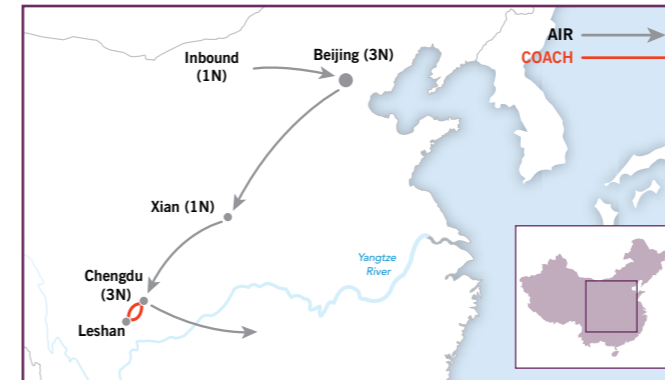 AIR
COACH
Inbound
(1N)
Beijing (3N)
Xian (1N)
Yangtze
River
Chengdu
(3N)
Leshan